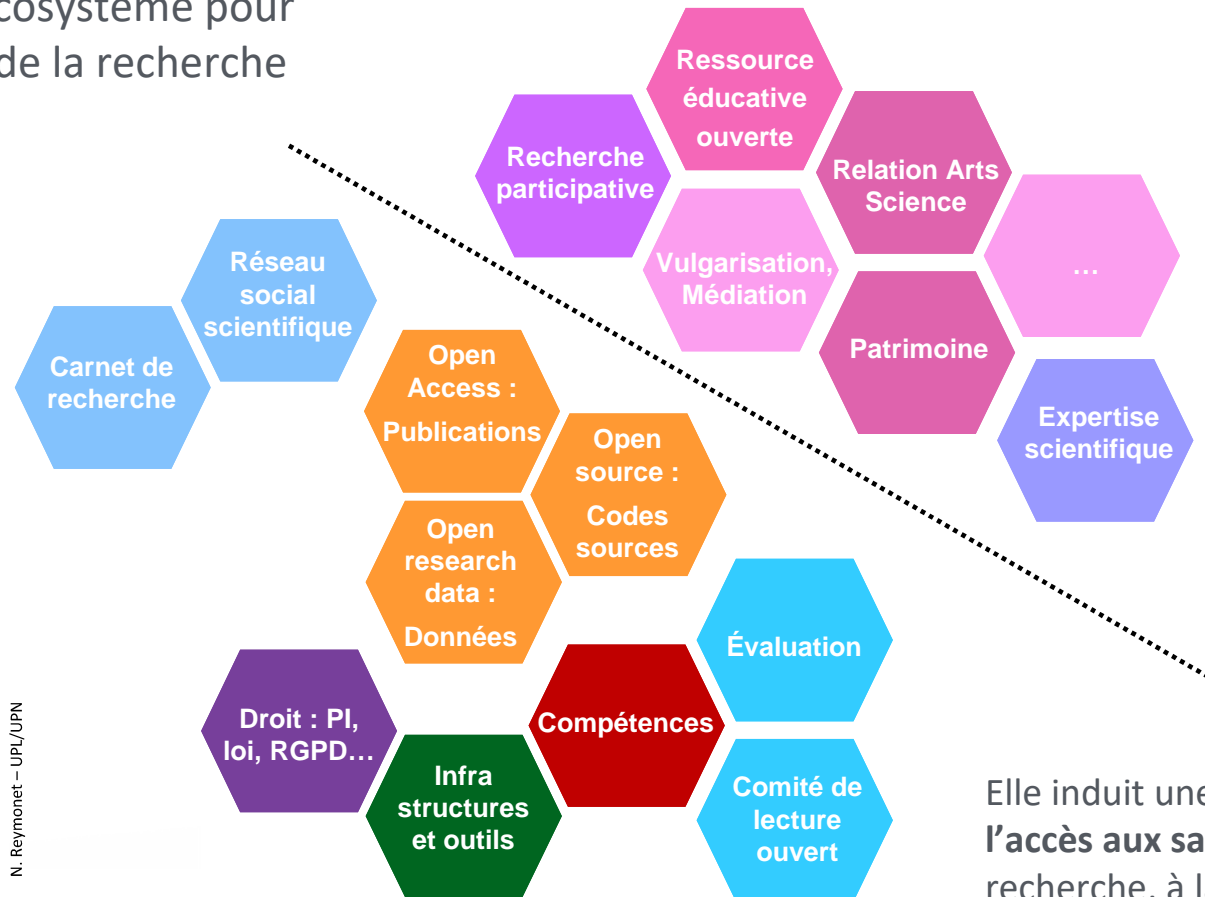 cosystème pour
de la recherche
Ressource
éducative
ouverte
Recherche
participative
Relation Arts
Science
Vulgarisation,
Médiation
...
Patrimoine
Expertise
scientifique
Réseau
social
scientifique
Carnet de
recherche
Open
Access :
Publications
Open
source :
Codes
sources
Open
research
data :
Données
Évaluation
Compétences
Droit : PI,
loi, RGPD...
Infra
structures
et outils
Comité de
lecture
ouvert
N. Reymonet – UPL/UPN
Elle induit une
l'accès aux sa
recherche, à l